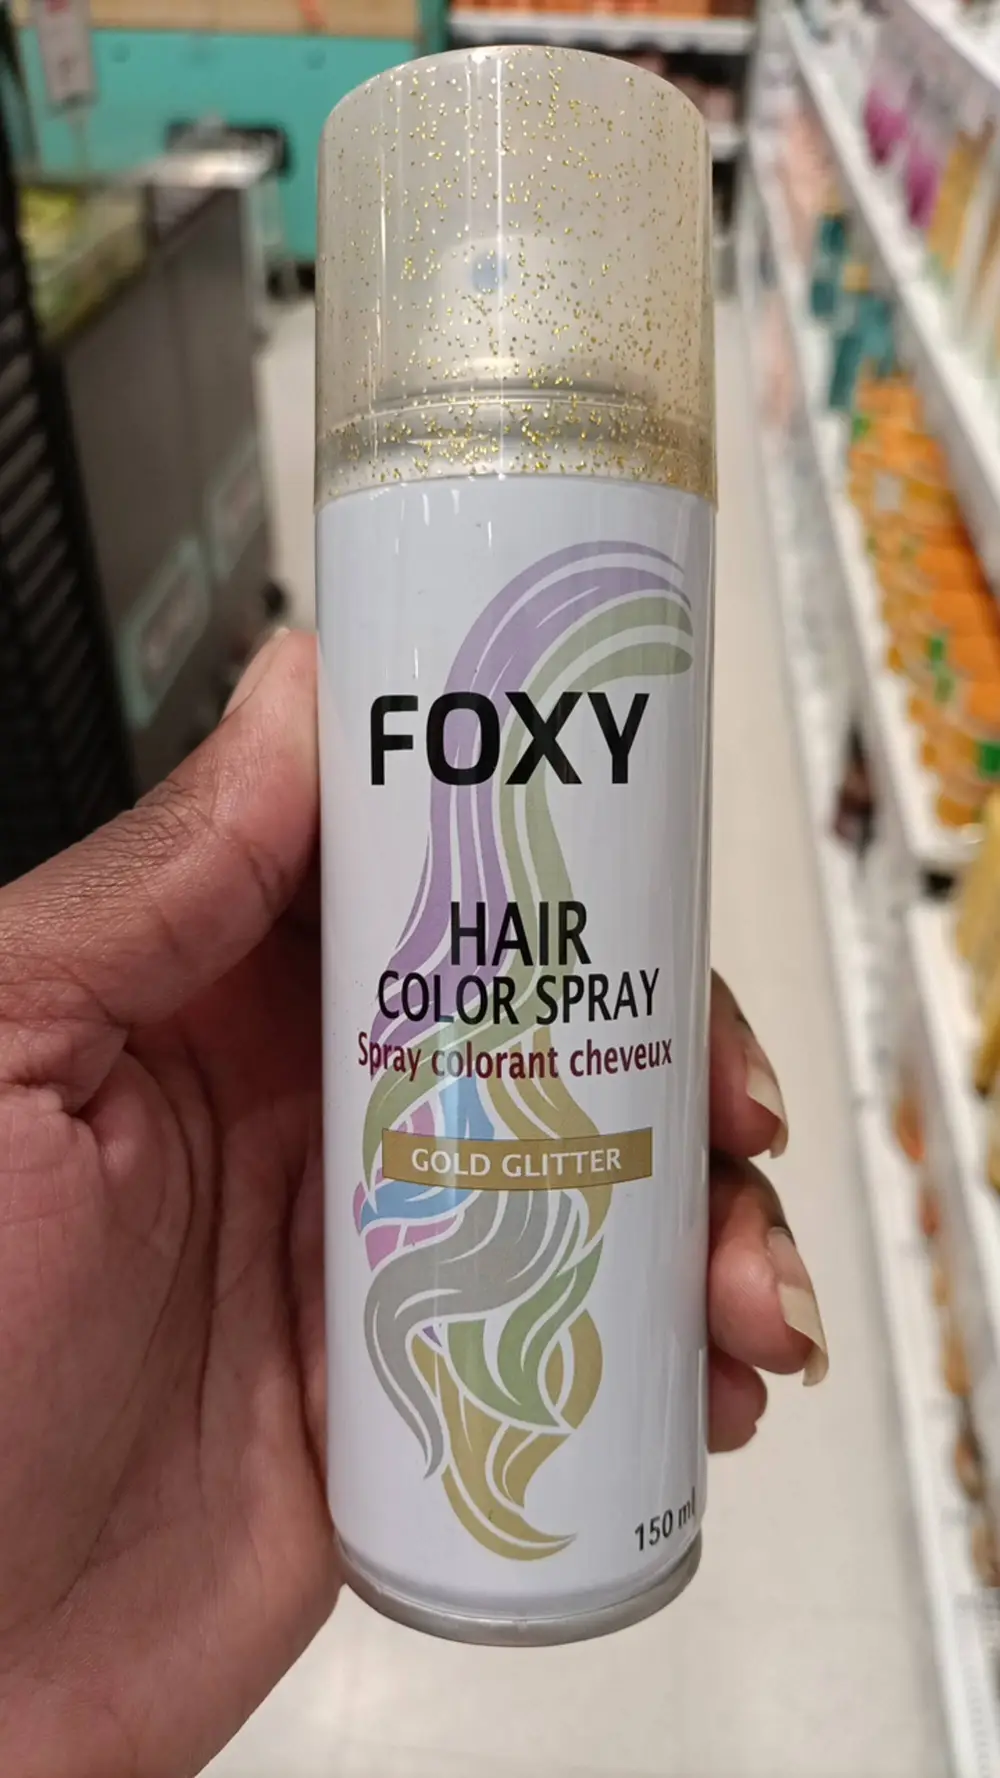 FOXY
HAIR
COLOR SPRAY
Spray colorant cheveux
GOLD GLITTER
150 ml